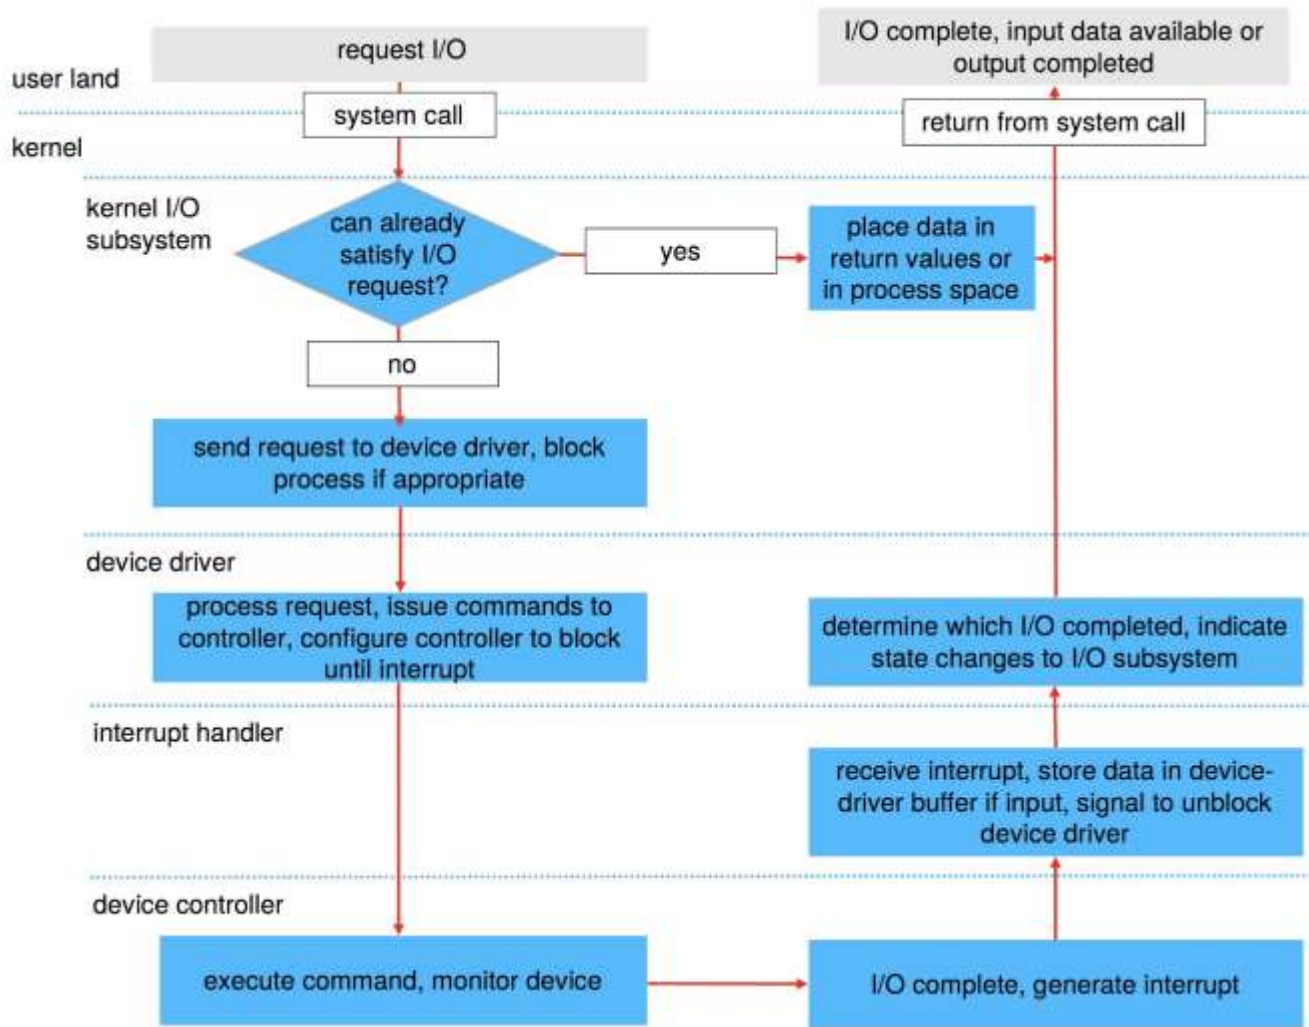 request I/O
I/O complete, input data available or
output completed
user land
system call
return from system call
kernel
kernel I/O
subsystem
can already
satisfy I/O
request?
yes
place data in
return values or
in process space
no
send request to device driver, block
process if appropriate
device driver
process request, issue commands to
controller, configure controller to block
until interrupt
determine which I/O completed, indicate
state changes to I/O subsystem
interrupt handler
receive interrupt, store data in device-
driver buffer if input, signal to unblock
device driver
device controller
execute command, monitor device
I/O complete, generate interrupt